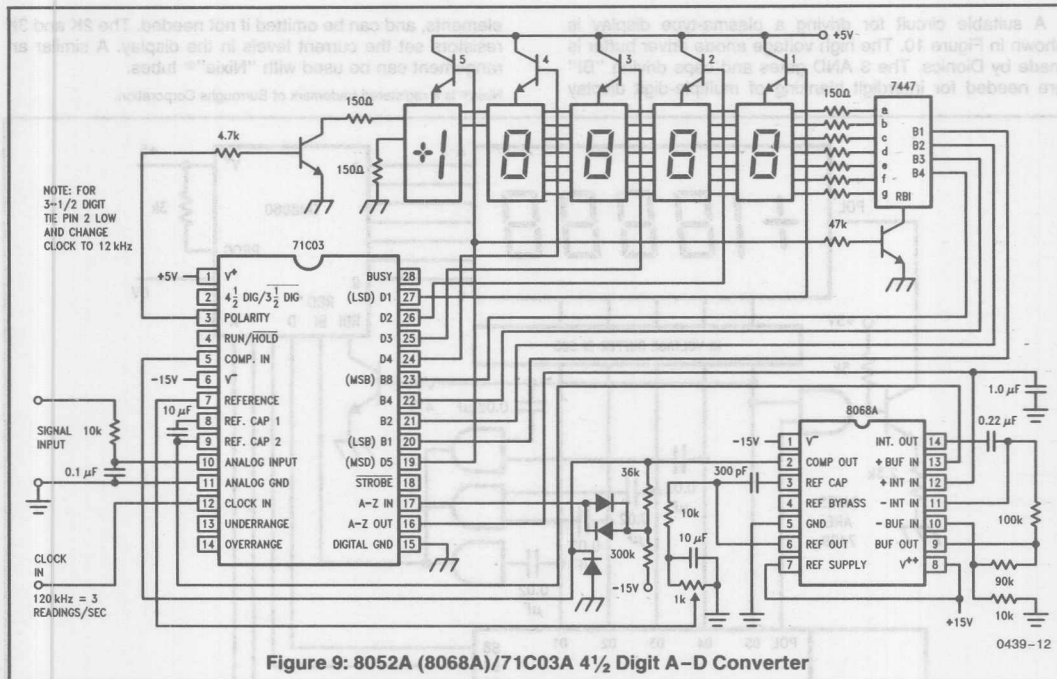 A suitable circuit for driving a plasma-type display is
shown in Figure 10. The high voltage anode driver buffer is
made by Dionics. The 3 AND gates and caps driving "BI"
are needed for interdigit blanking of multiple-digit display
elements, and can be omitted if not needed. The 2K and 3K
resistors set the current levels in the display. A similar ar-
rangement can be used with "Nixie"® tubes.
Nixie® is a registered trademark of Burroughs Corporation.
+5V
5
4
3
2
1
150Ω
150Ω
150Ω
4.7k
7447
a
b
c
d
e
f
g
B1
B2
B3
B4
RBI
47k
NOTE: FOR
3-1/2 DIGIT
TIE PIN 2 LOW
AND CHANGE
CLOCK TO 12 kHz
71C03
+5V
1 V+
2 4 1/2 DIG/3 1/2 DIG
3 POLARITY
4 RUN/HOLD
5 COMP. IN
-15V
6 V-
7 REFERENCE
10 μF
8 REF. CAP 1
9 REF. CAP 2
10 ANALOG INPUT
11 ANALOG GND
12 CLOCK IN
13 UNDERRANGE
14 OVERRANGE
BUSY 28
(LSD) D1 27
D2 26
D3 25
D4 24
(MSB) B8 23
B4 22
B2 21
(LSB) B1 20
(MSD) D5 19
STROBE 18
A-Z IN 17
A-Z OUT 16
DIGITAL GND 15
SIGNAL INPUT
10k
0.1 μF
CLOCK IN
120 kHz = 3
READINGS/SEC
36k
300k
-15V
10k
10 μF
1k
300 pF
8068A
-15V
1 V-
2 COMP OUT
3 REF CAP
4 REF BYPASS
5 GND
6 REF OUT
7 REF SUPPLY
INT. OUT 14
+ BUF IN 13
+ INT IN 12
- INT IN 11
- BUF IN 10
BUF OUT 9
V++ 8
1.0 μF
0.22 μF
100k
90k
10k
+15V
0439-12
Figure 9: 8052A (8068A)/71C03A 4½ Digit A-D Converter